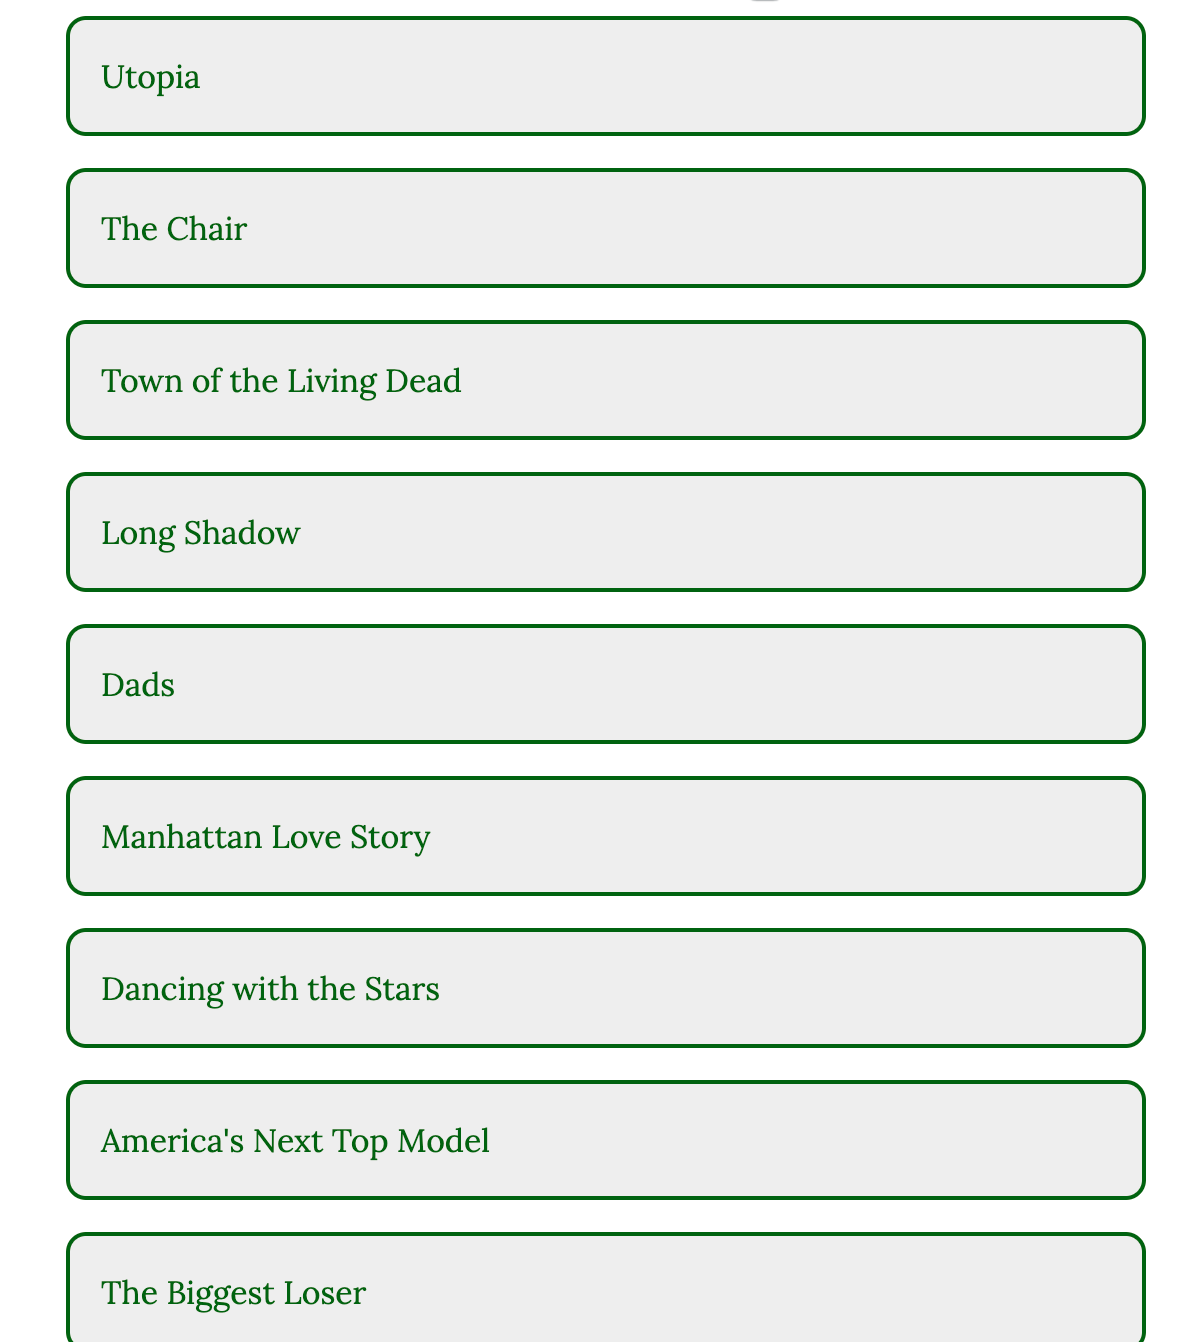 Utopia
The Chair
Town of the Living Dead
Long Shadow
Dads
Manhattan Love Story
Dancing with the Stars
America's Next Top Model
The Biggest Loser